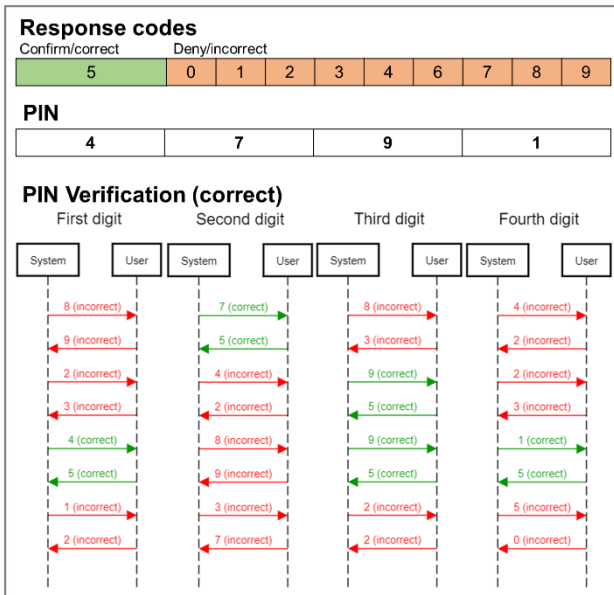 Response codes
Confirm/correct Deny/incorrect
5 0 1 2 3 4 6 7 8 9
PIN
4 7 9 1
PIN Verification (correct)
First digit Second digit Third digit Fourth digit
System User System User System User System User
8 (incorrect) 7 (correct) 8 (incorrect) 4 (incorrect)
9 (incorrect) 5 (correct) 3 (incorrect) 2 (incorrect)
2 (incorrect) 4 (incorrect) 9 (correct) 2 (incorrect)
3 (incorrect) 2 (incorrect) 5 (correct) 3 (incorrect)
4 (correct) 8 (incorrect) 9 (correct) 1 (correct)
5 (correct) 9 (incorrect) 5 (correct) 5 (correct)
1 (incorrect) 3 (incorrect) 2 (incorrect) 5 (incorrect)
2 (incorrect) 7 (incorrect) 2 (incorrect) 0 (incorrect)